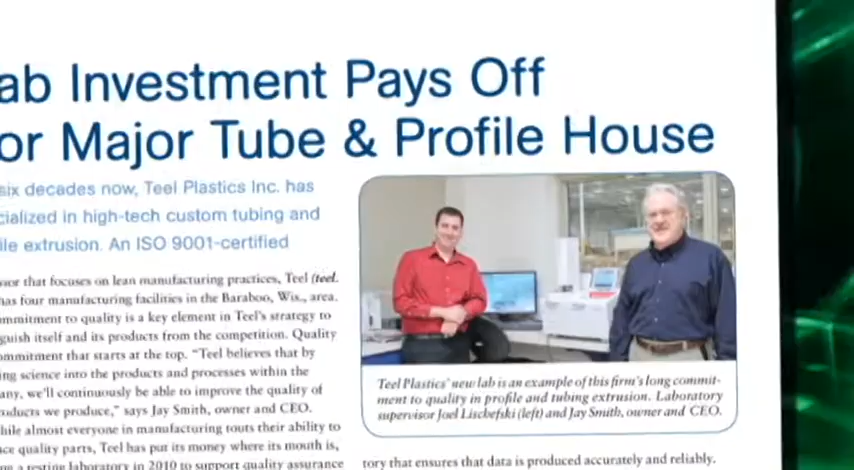 ab Investment Pays Off
or Major Tube & Profile House
six decades now, Teel Plastics Inc. has
cialized in high-tech custom tubing and
ile extrusion. An ISO 9001-certified
sor that focuses on lean manufacturing practices, Teel (teel.
has four manufacturing facilities in the Baraboo, Wis., area.
mmitment to quality is a key element in Teel's strategy to
guish itself and its products from the competition. Quality
ommitment that starts at the top. "Teel believes that by
ing science into the products and processes within the
any, we'll continuously be able to improve the quality of
oducts we produce," says Jay Smith, owner and CEO.
hile almost everyone in manufacturing touts their ability to
ce quality parts, Teel has put its money where its mouth is,
a testing laboratory in 2010 to support quality assurance
Teel Plastics' new lab is an example of this firm's long commit-
ment to quality in profile and tubing extrusion. Laboratory
supervisor Joel Lischefski (left) and Jay Smith, owner and CEO.
tory that ensures that data is produced accurately and reliably.